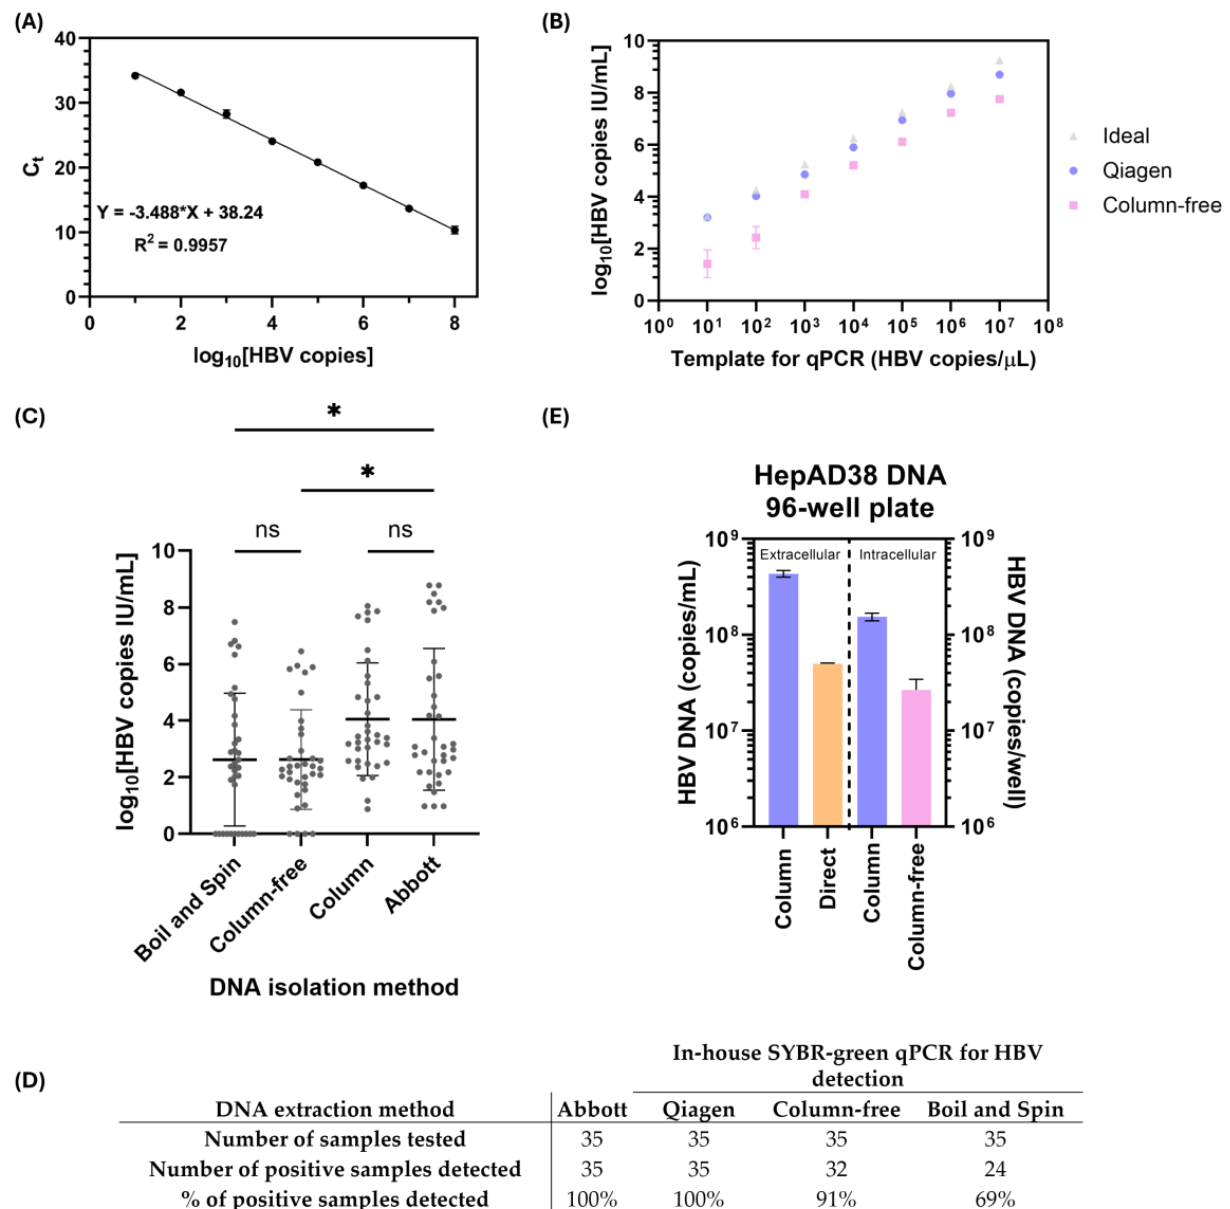 (A)
40
30
20
10
0
Cₜ
Y = -3.488*X + 38.24
R² = 0.9957
0 2 4 6 8
log₁₀[HBV copies]
(B)
10
8
6
4
2
0
log₁₀[HBV copies IU/mL]
10⁰ 10¹ 10² 10³ 10⁴ 10⁵ 10⁶ 10⁷ 10⁸
Template for qPCR (HBV copies/μL)
Ideal
Qiagen
Column-free
(C)
*
*
ns ns
10
8
6
4
2
0
log₁₀[HBV copies IU/mL]
Boil and Spin
Column-free
Column
Abbott
DNA isolation method
(E)
HepAD38 DNA
96-well plate
10⁹
10⁸
10⁷
10⁶
HBV DNA (copies/mL)
Extracellular Intracellular
10⁹
10⁸
10⁷
10⁶
HBV DNA (copies/well)
Column
Direct
Column
Column-free
(D)
In-house SYBR-green qPCR for HBV
detection
DNA extraction method Abbott Qiagen Column-free Boil and Spin
Number of samples tested 35 35 35 35
Number of positive samples detected 35 35 32 24
% of positive samples detected 100% 100% 91% 69%